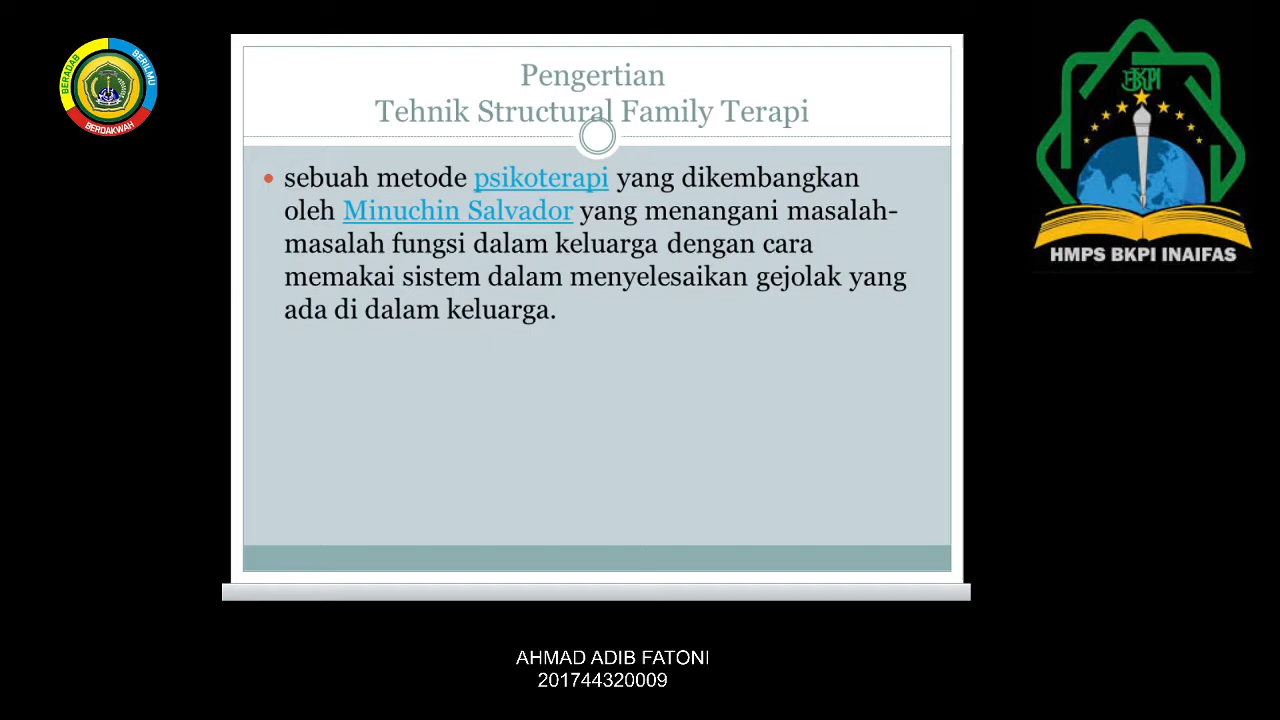 BERADAB
BERILMU
BERDAKWAH
Pengertian
Tehnik Structural Family Terapi
sebuah metode psikoterapi yang dikembangkan
oleh Minuchin Salvador yang menangani masalah-
masalah fungsi dalam keluarga dengan cara
memakai sistem dalam menyelesaikan gejolak yang
ada di dalam keluarga.
BKPI
HMPS BKPI INAIFAS
AHMAD ADIB FATONI
201744320009